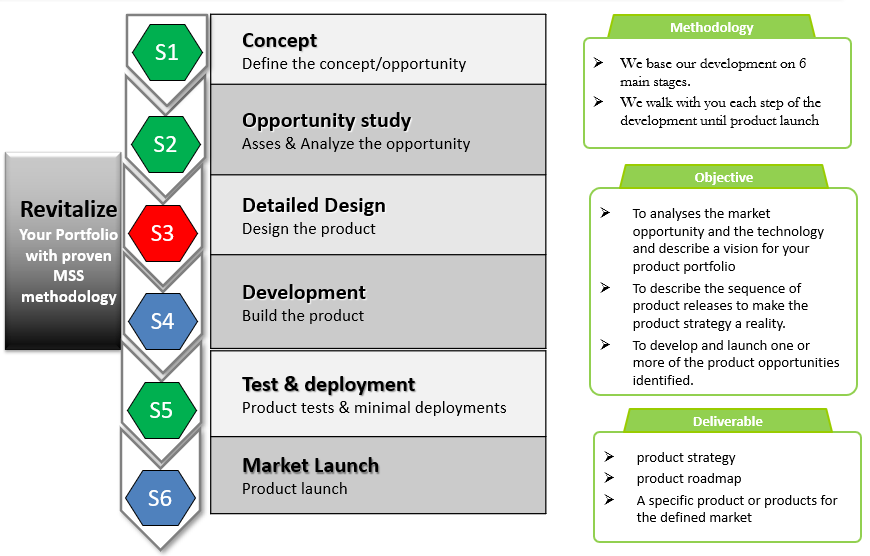 Revitalize
Your Portfolio
with proven
MSS
methodology
S1
Concept
Define the concept/opportunity
S2
Opportunity study
Asses & Analyze the opportunity
S3
Detailed Design
Design the product
S4
Development
Build the product
S5
Test & deployment
Product tests & minimal deployments
S6
Market Launch
Product launch
Methodology
We base our development on 6
main stages.
We walk with you each step of the
development until product launch
Objective
To analyses the market
opportunity and the technology
and describe a vision for your
product portfolio
To describe the sequence of
product releases to make the
product strategy a reality.
To develop and launch one or
more of the product opportunities
identified.
Deliverable
product strategy
product roadmap
A specific product or products for
the defined market